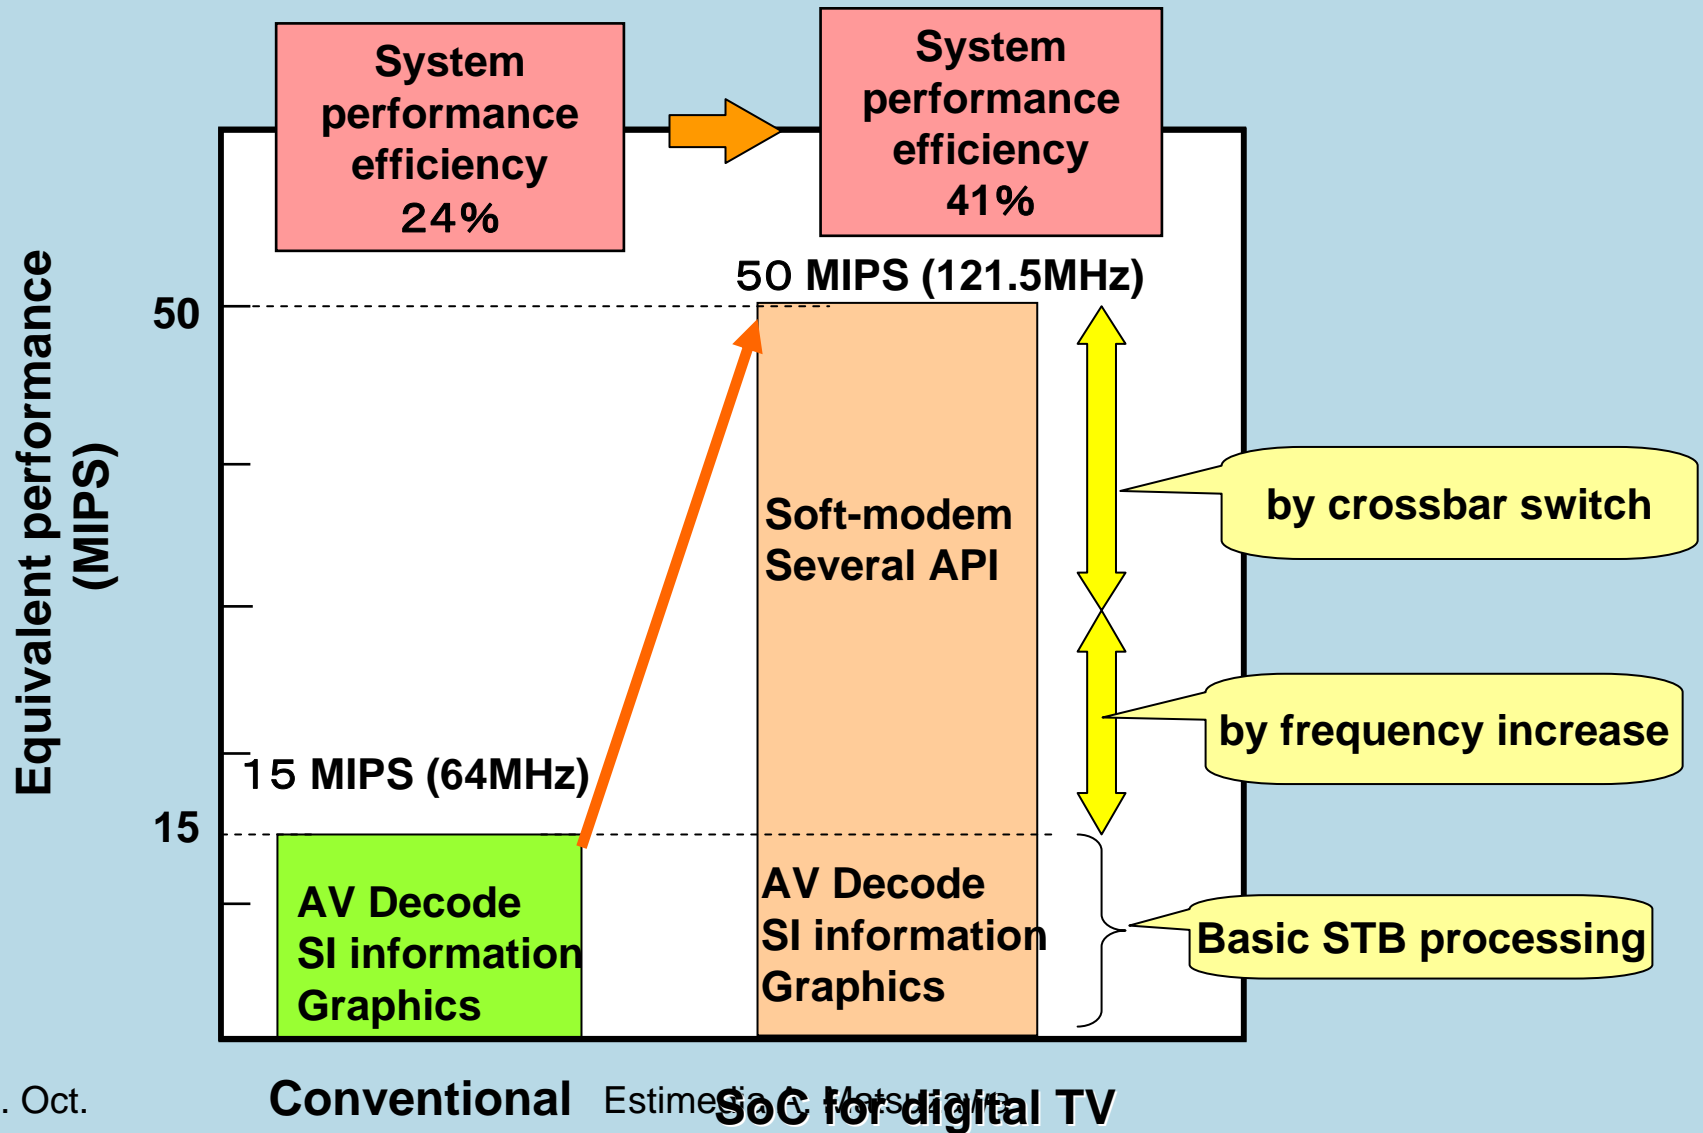 System
performance
efficiency
24%
System
performance
efficiency
41%
50 MIPS (121.5MHz)
Equivalent performance
(MIPS)
50
15
15 MIPS (64MHz)
Soft-modem
Several API
by crossbar switch
by frequency increase
AV Decode
SI information
Graphics
AV Decode
SI information
Graphics
Basic STB processing
. Oct.
Conventional
Estimedia A. Matsuzawa
SoC for digital TV